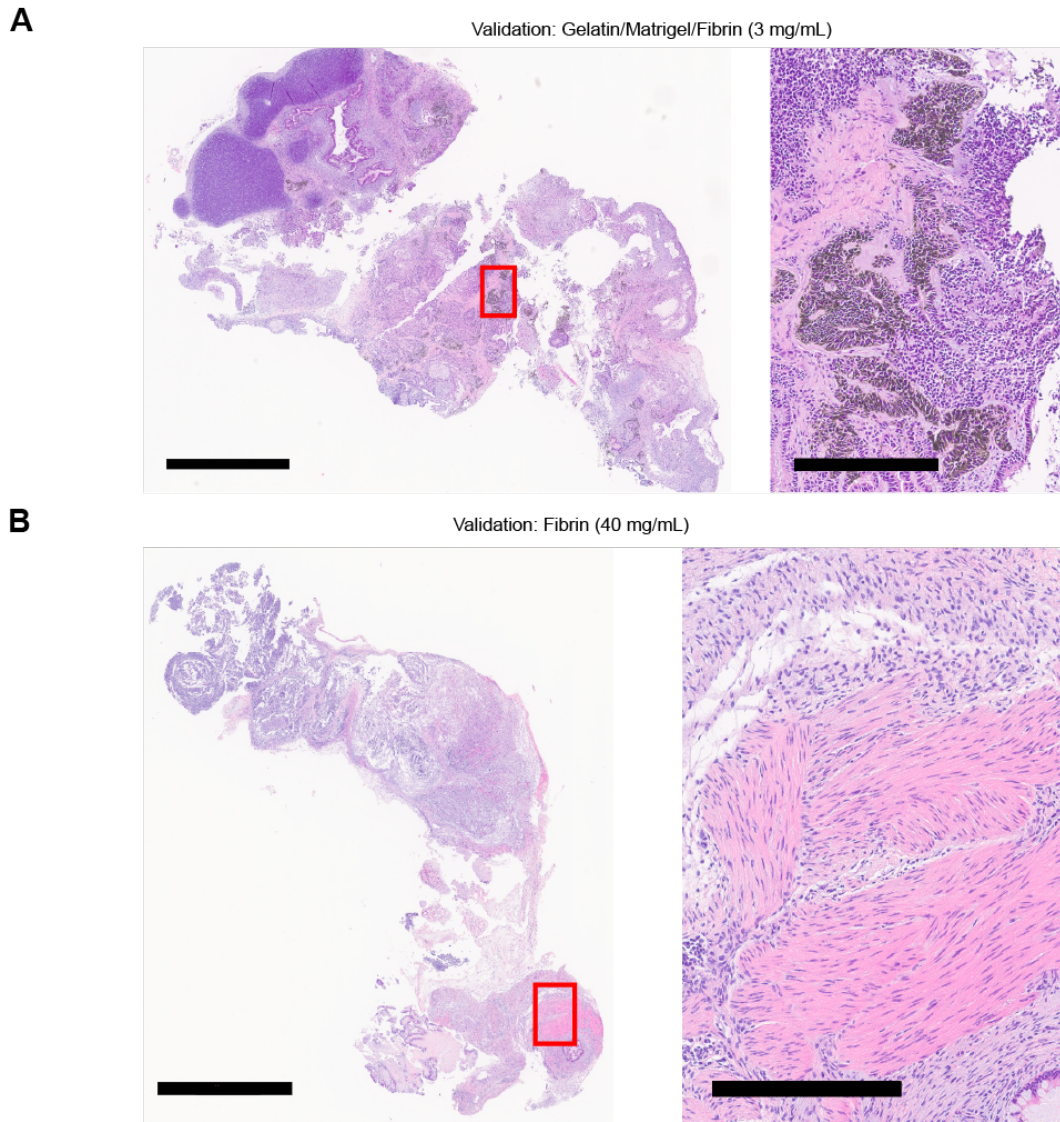 A
Validation: Gelatin/Matrigel/Fibrin (3 mg/mL)
B
Validation: Fibrin (40 mg/mL)